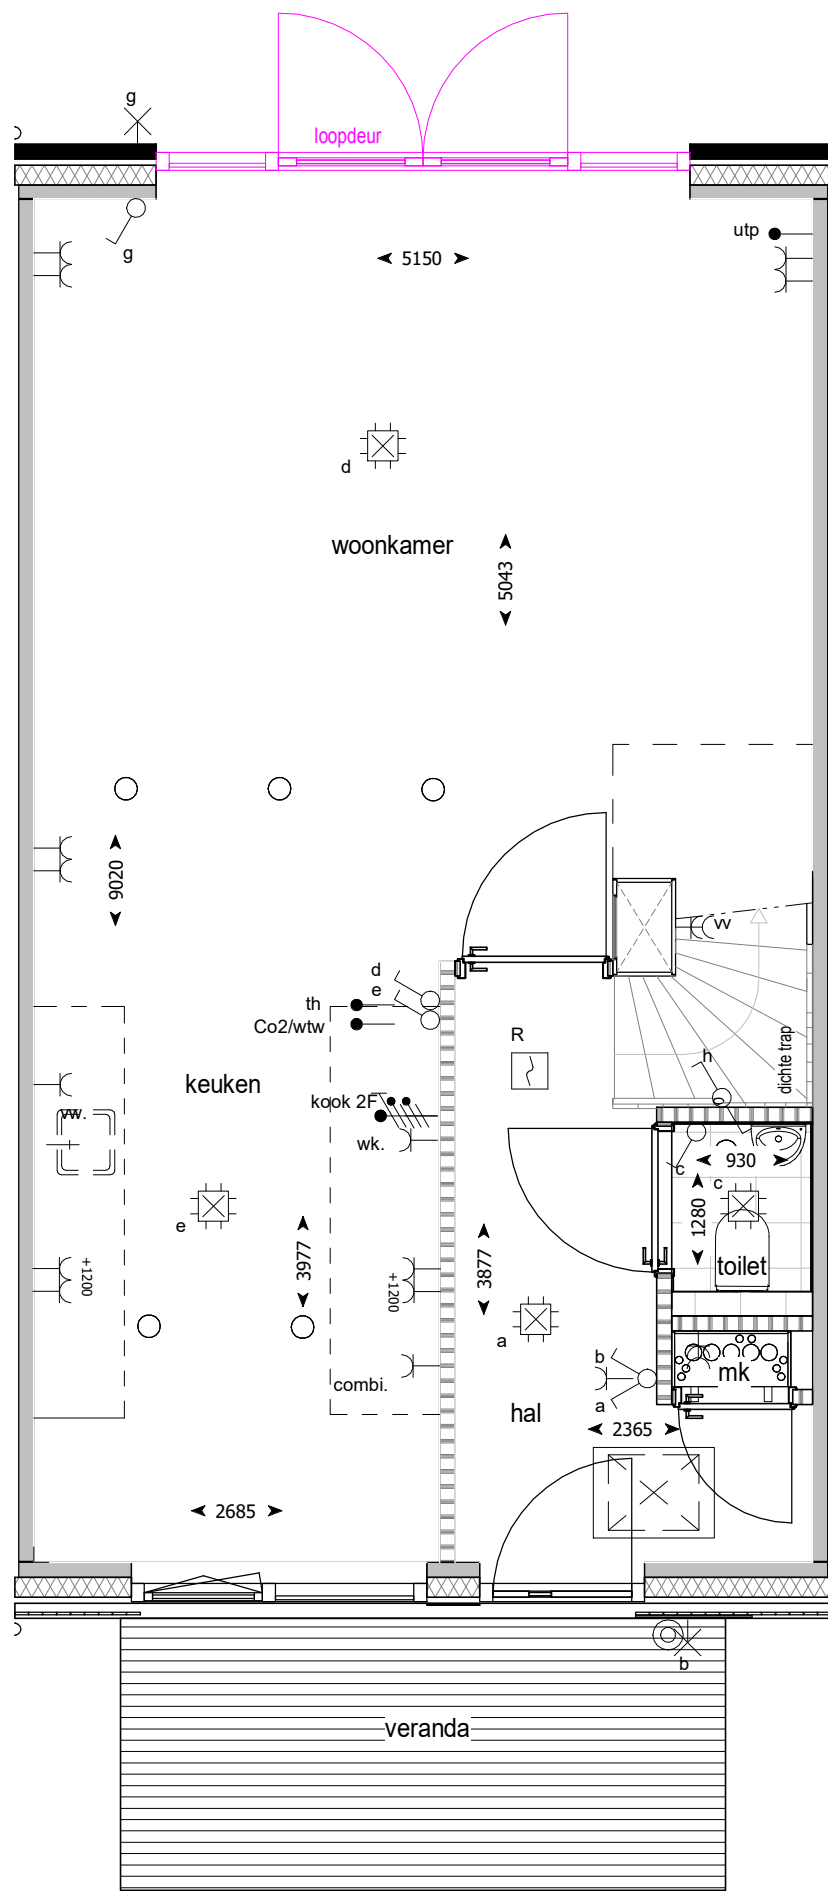 g
loopdeur
g
utp
5150
d
woonkamer
5043
9020
vv
d
e
th
Co2/wtw
R
dichte trap
h
keuken
kook 2F
vw.
wk.
930
c
c
1280
e
3977
3877
toilet
+1200
+1200
a
b
mk
combi.
a
hal
2365
2685
b
veranda